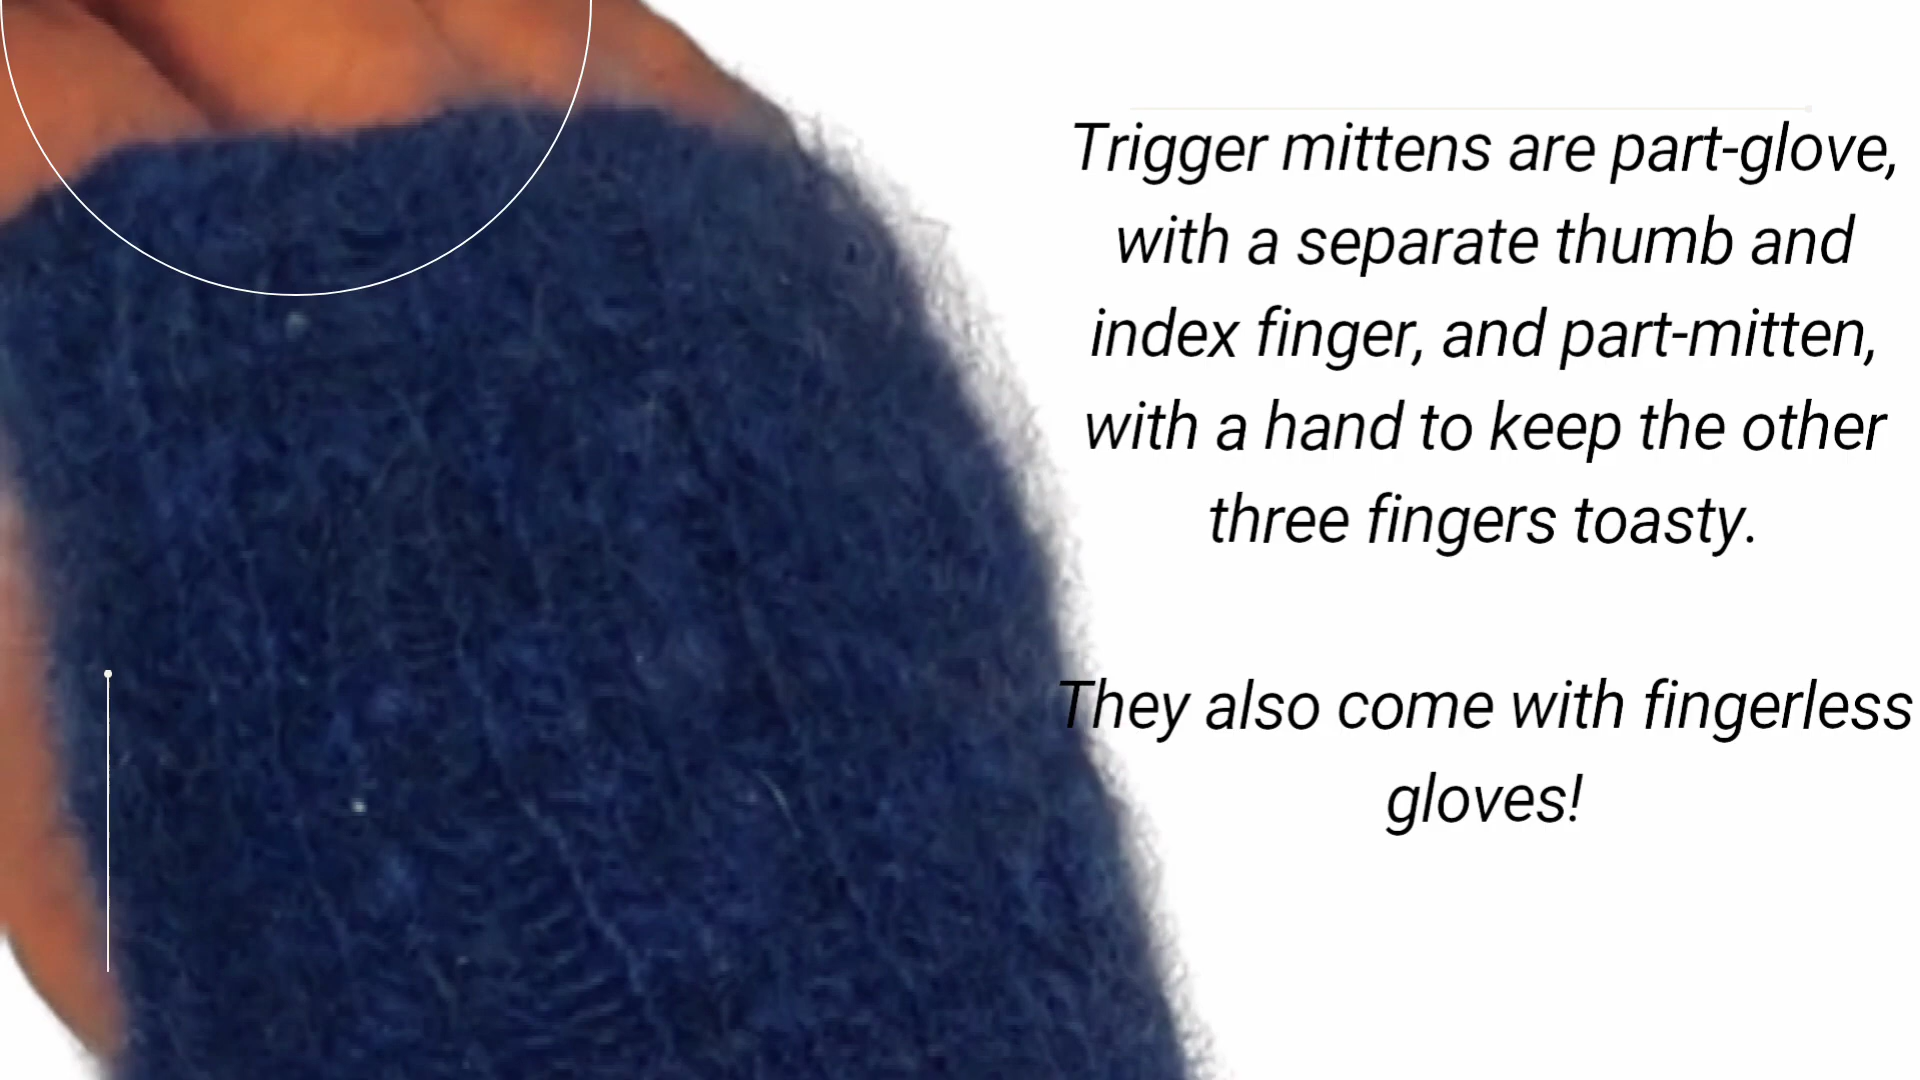 Trigger mittens are part-glove,
with a separate thumb and
index finger, and part-mitten,
with a hand to keep the other
three fingers toasty.
They also come with fingerless
gloves!